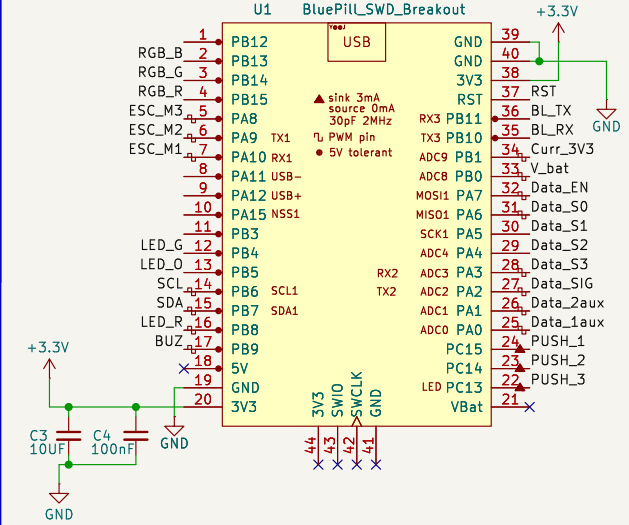 U1 BluePill_SWD_Breakout
+3.3V
USB
1 PB12 GND 39
RGB_B 2 PB13 GND 40
RGB_G 3 PB14 3V3 38
RGB_R 4 PB15 RST 37 RST
ESC_M3 5 PA8 RX3 PB11 36 BL_TX
ESC_M2 6 PA9 TX1 TX3 PB10 35 BL_RX
ESC_M1 7 PA10 RX1 ADC9 PB1 34 Curr_3V3
8 PA11 USB- ADC8 PB0 33 V_bat
9 PA12 USB+ MOSI1 PA7 32 Data_EN
10 PA15 NSS1 MISO1 PA6 31 Data_S0
11 PB3 SCK1 PA5 30 Data_S1
LED_G 12 PB4 ADC4 PA4 29 Data_S2
LED_O 13 PB5 RX2 ADC3 PA3 28 Data_S3
SCL 14 PB6 SCL1 TX2 ADC2 PA2 27 Data_SIG
SDA 15 PB7 SDA1 ADC1 PA1 26 Data_2aux
LED_R 16 PB8 ADC0 PA0 25 Data_1aux
BUZ 17 PB9 PC15 24 PUSH_1
18 5V PC14 23 PUSH_2
19 GND LED PC13 22 PUSH_3
20 3V3 VBat 21
sink 3mA
source 0mA
30pF 2MHz
PWM pin
5V tolerant
GND
+3.3V
C3
10UF
C4
100nF
GND
GND
3V3 SWIO SWCLK GND
44 43 42 41